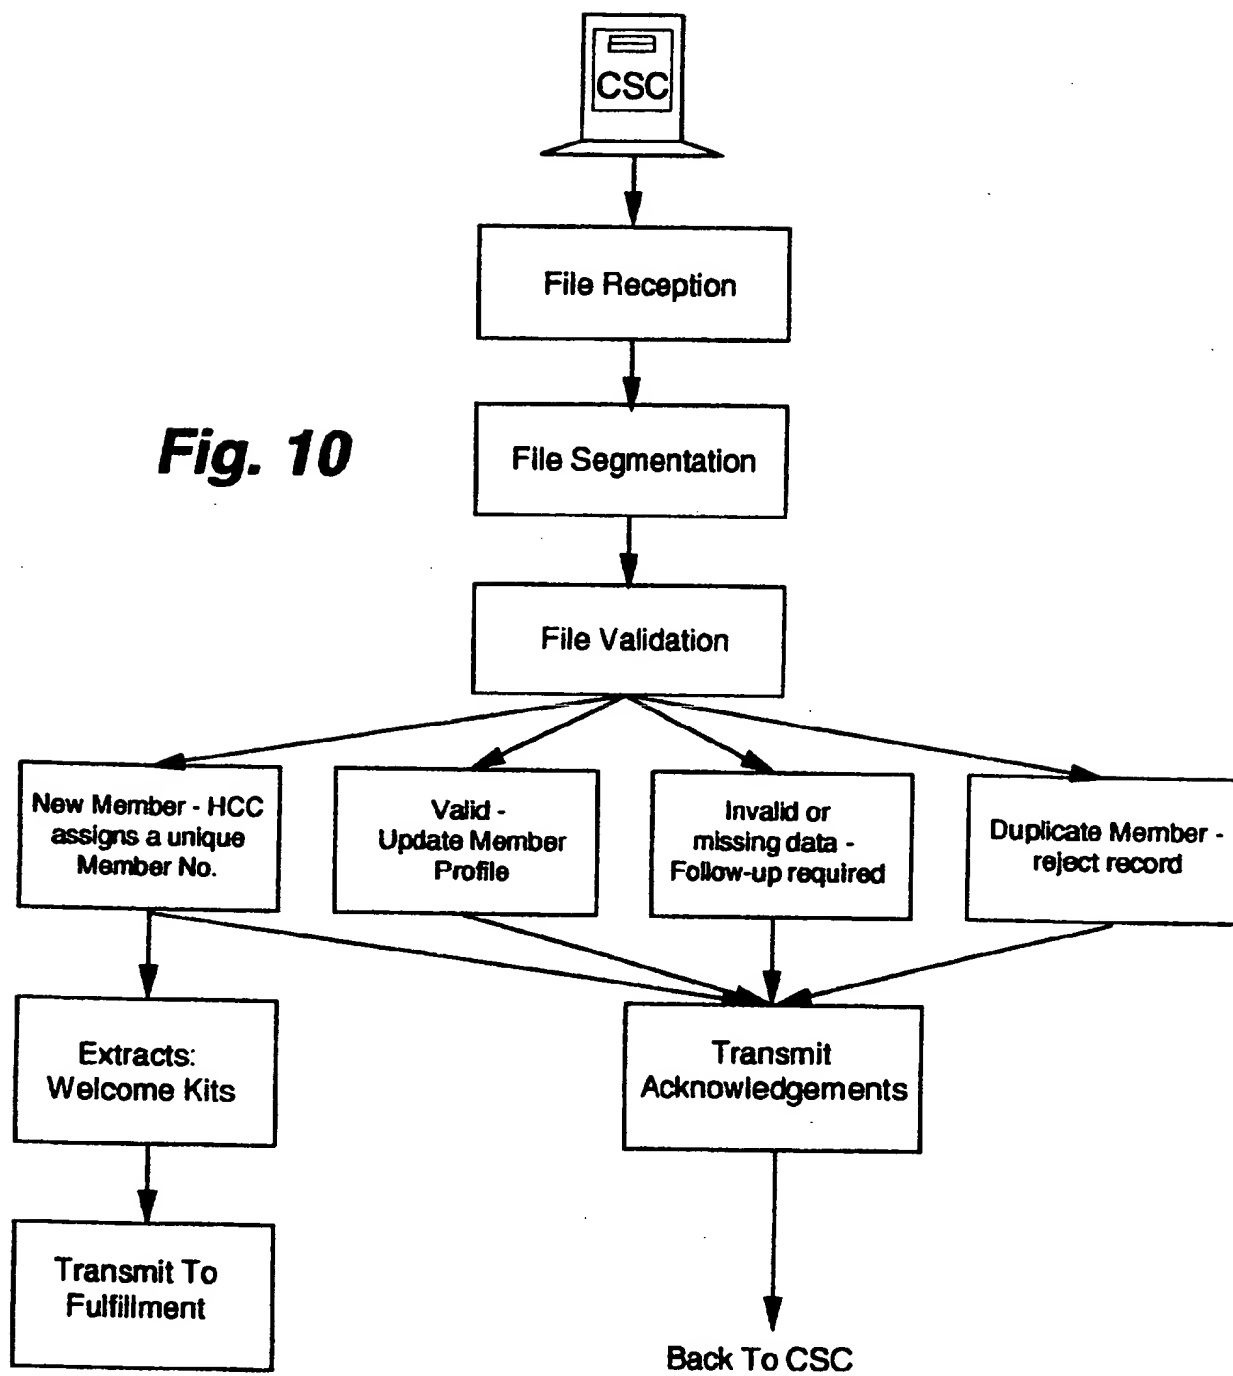 CSC
File Reception
Fig. 10
File Segmentation
File Validation
New Member - HCC
assigns a unique
Member No.
Valid -
Update Member
Profile
Invalid or
missing data -
Follow-up required
Duplicate Member -
reject record
Extracts:
Welcome Kits
Transmit
Acknowledgements
Transmit To
Fulfillment
Back To CSC